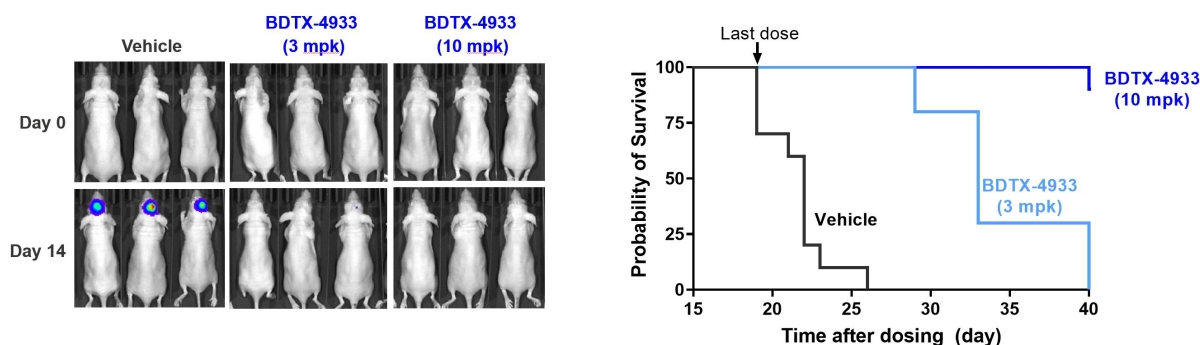 Vehicle
BDTX-4933
(3 mpk)
BDTX-4933
(10 mpk)
Day 0
Day 14
Last dose
Probability of Survival
100
75
50
25
0
15
20
25
30
35
40
Time after dosing (day)
Vehicle
BDTX-4933
(3 mpk)
BDTX-4933
(10 mpk)